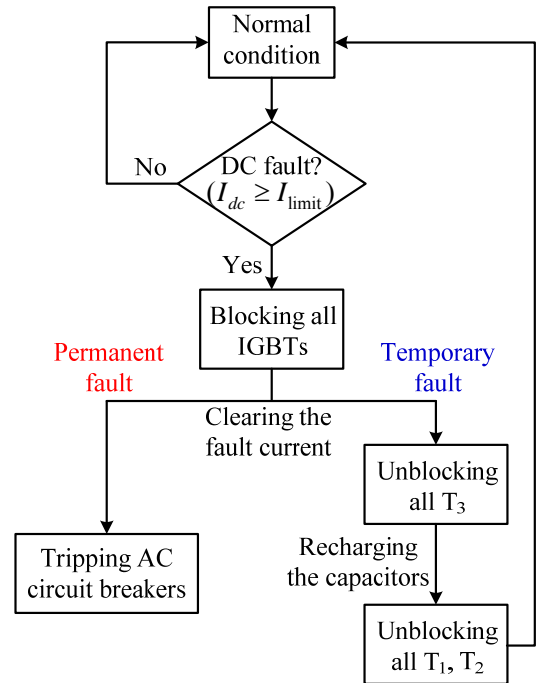 Normal
condition
No
DC fault?
(I_dc ≥ I_limit)
Yes
Blocking all
IGBTs
Permanent
fault
Temporary
fault
Clearing the
fault current
Unblocking
all T₃
Tripping AC
circuit breakers
Recharging
the capacitors
Unblocking
all T₁, T₂